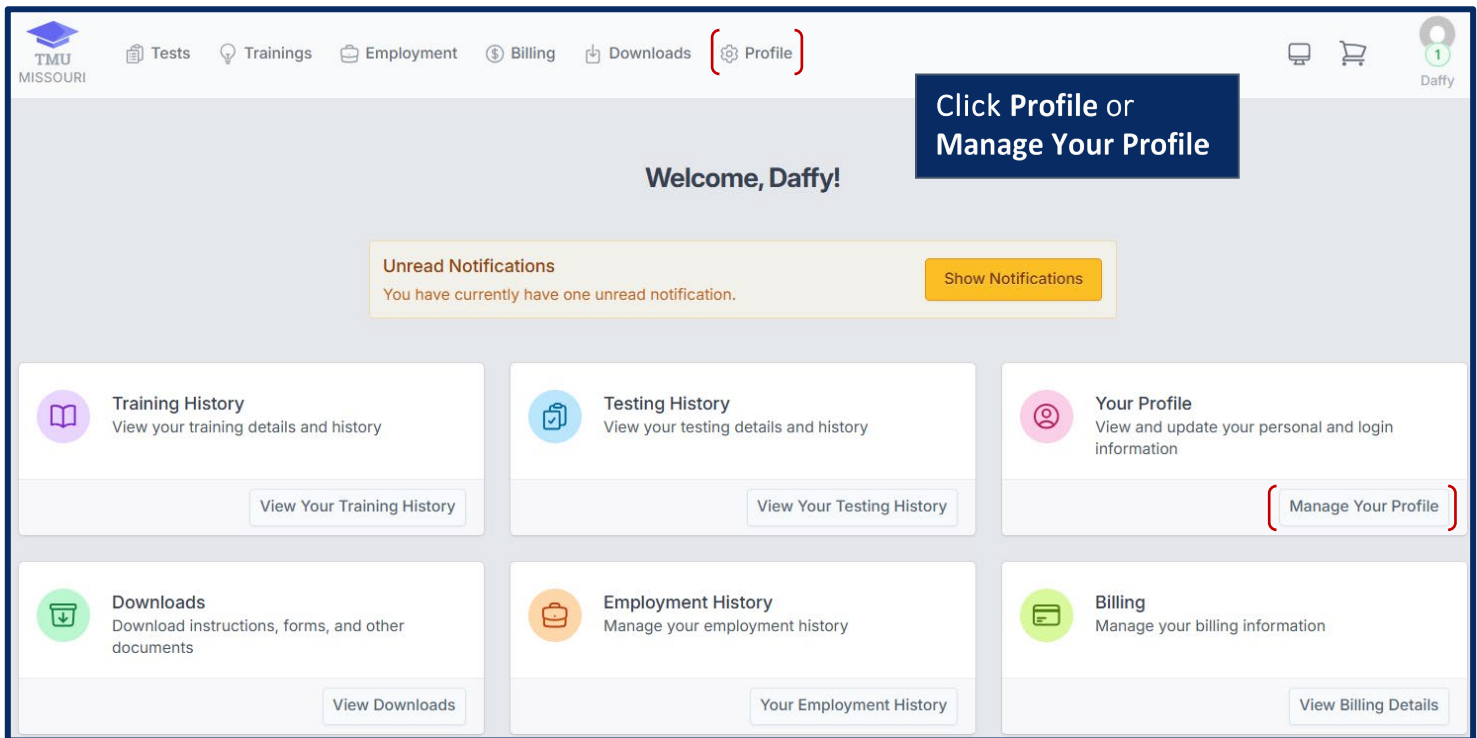 TMU
MISSOURI
Tests
Trainings
Employment
Billing
Downloads
Profile
1
Daffy
Click Profile or
Manage Your Profile
Welcome, Daffy!
Unread Notifications
You have currently have one unread notification.
Show Notifications
Training History
View your training details and history
View Your Training History
Testing History
View your testing details and history
View Your Testing History
Your Profile
View and update your personal and login
information
Manage Your Profile
Downloads
Download instructions, forms, and other
documents
View Downloads
Employment History
Manage your employment history
Your Employment History
Billing
Manage your billing information
View Billing Details